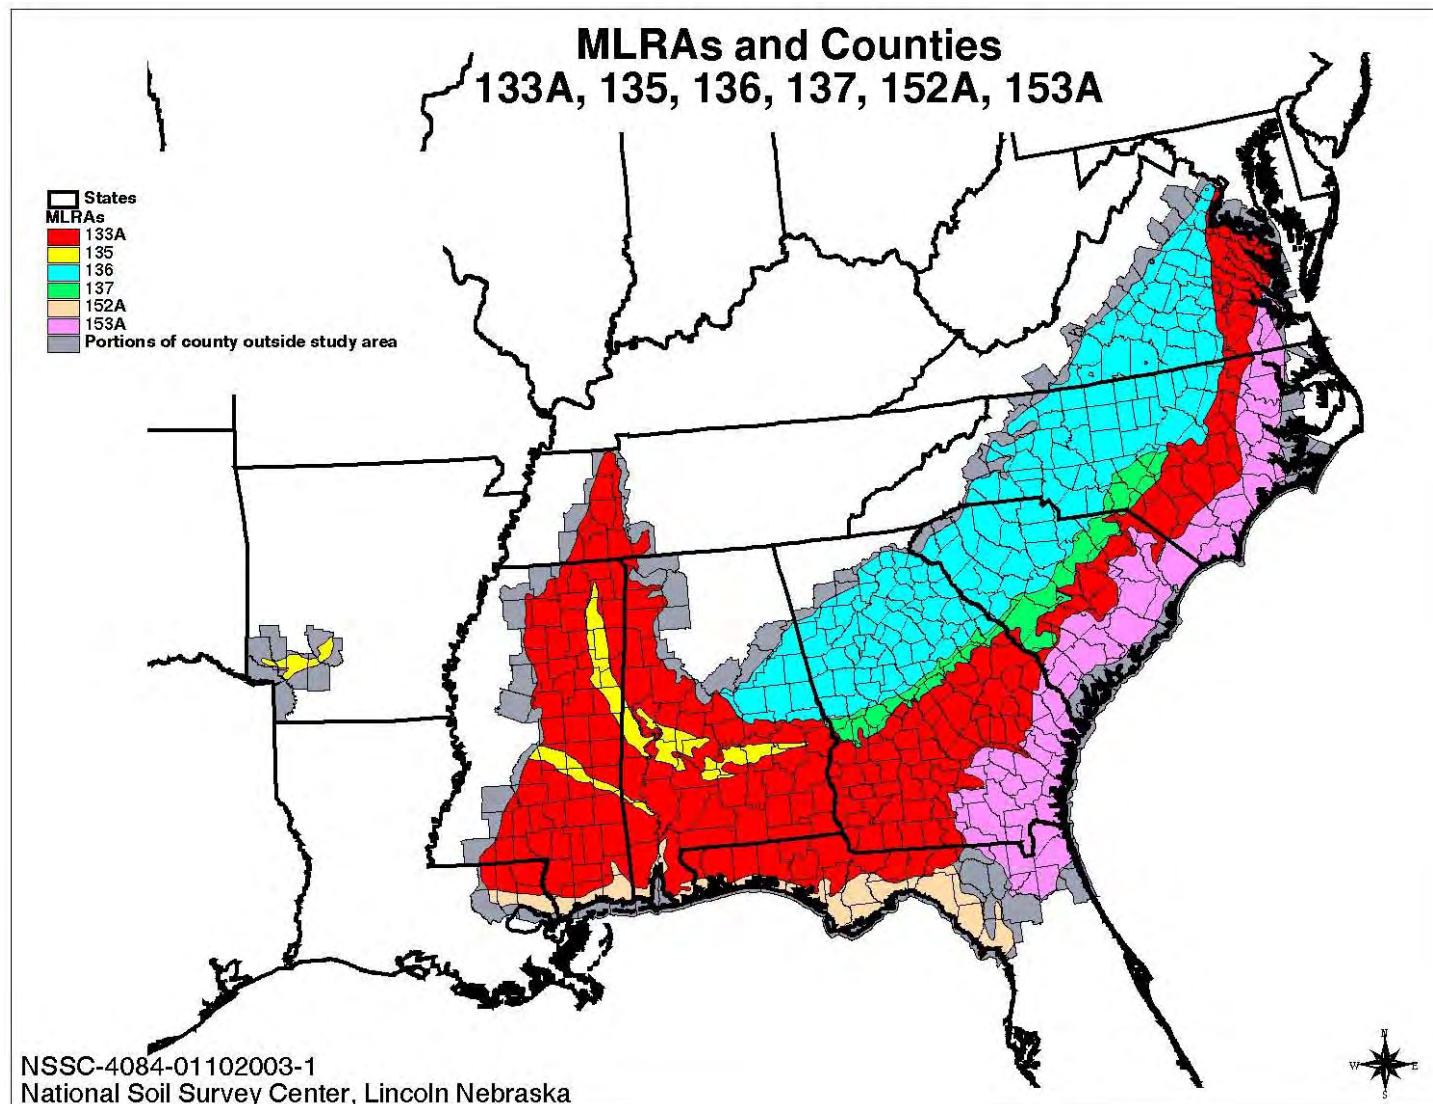 MLRAs and Counties
133A, 135, 136, 137, 152A, 153A
States
MLRAs
133A
135
136
137
152A
153A
Portions of county outside study area
N
W E
S
NSSC-4084-01102003-1
National Soil Survey Center, Lincoln Nebraska